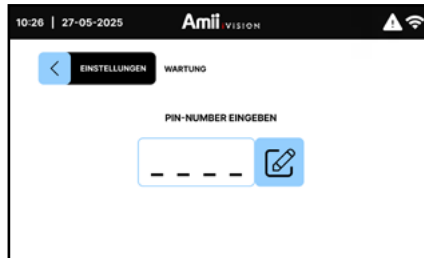 10:26 | 27-05-2025 Amii.VISION
EINSTELLUNGEN WARTUNG
PIN-NUMBER EINGEBEN